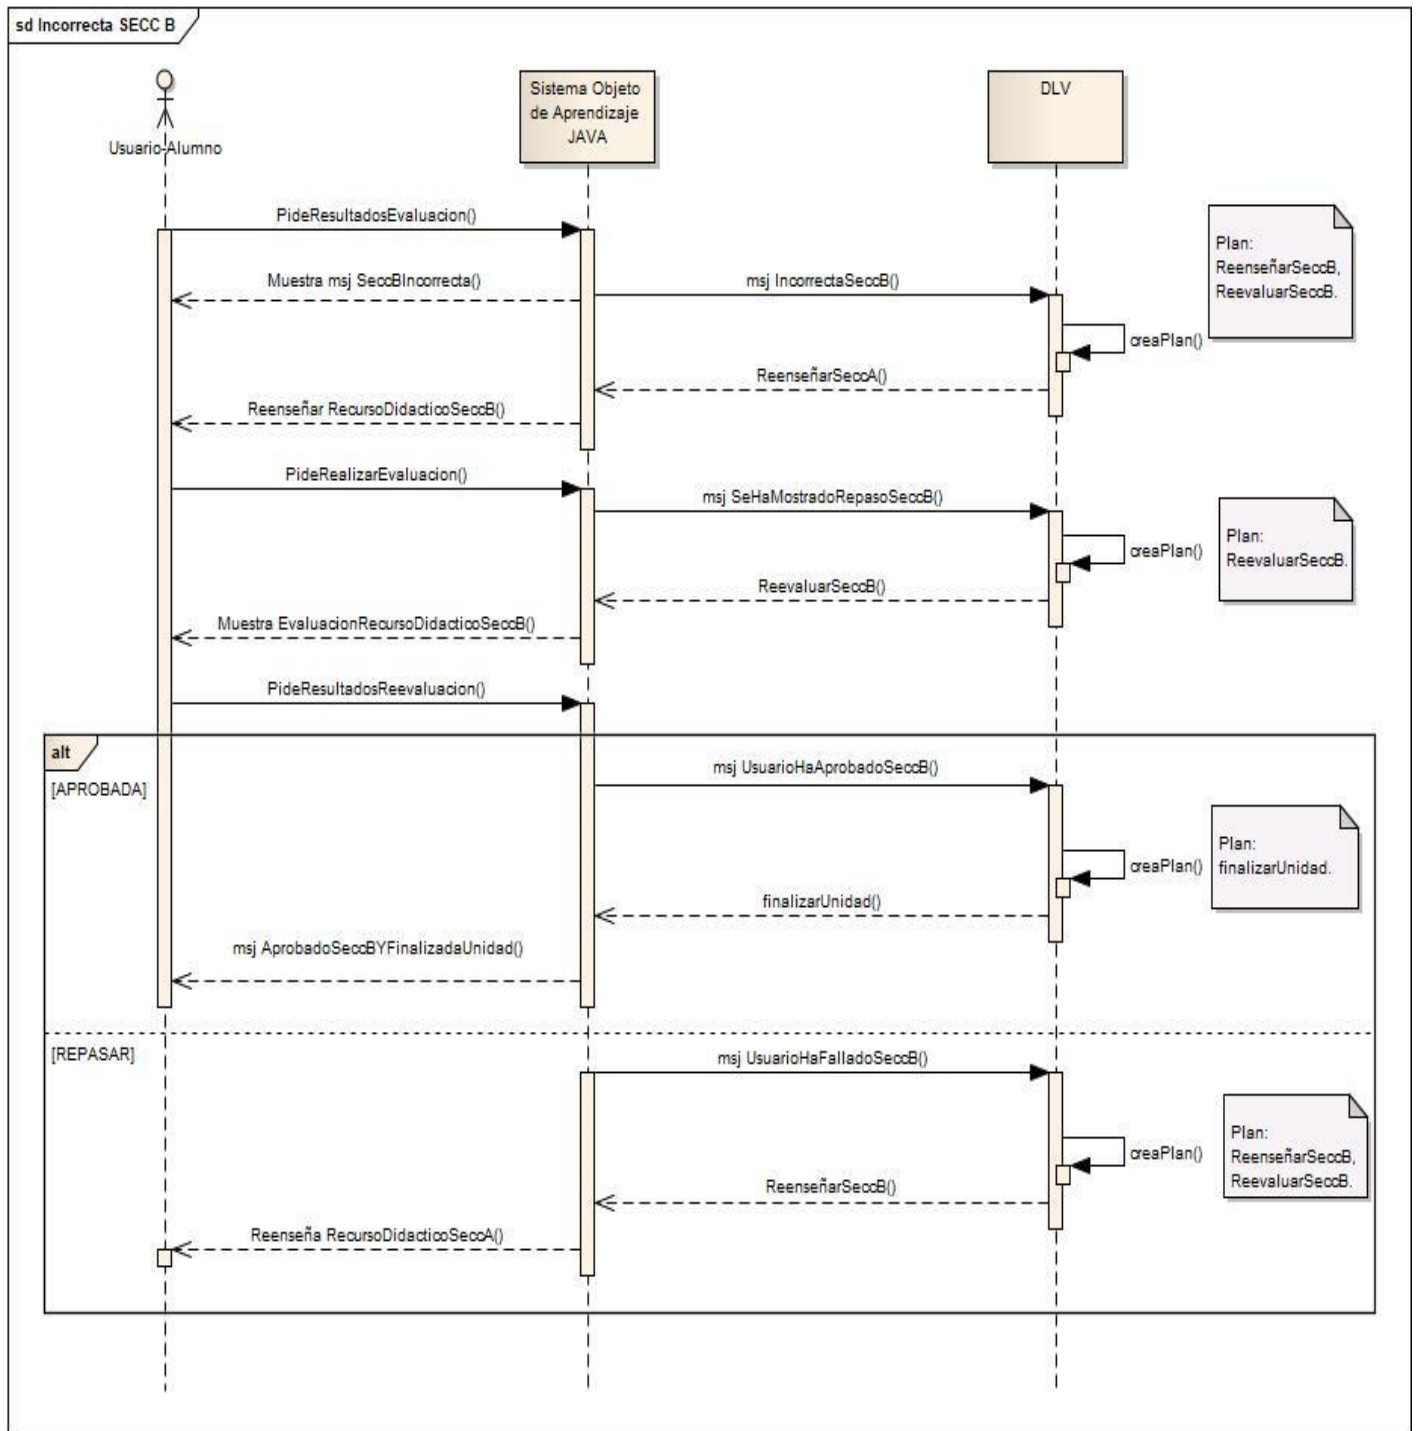 sd Incorrecta SECC B
Usuario-Alumno
Sistema Objeto
de Aprendizaje
JAVA
DLV
PideResultadosEvaluacion()
Plan:
ReenseñarSeccB,
ReevaluarSeccB.
Muestra msj SeccBIncorrecta()
msj IncorrectaSeccB()
creaPlan()
ReenseñarSeccA()
Reenseñar RecursoDidacticoSeccB()
PideRealizarEvaluacion()
msj SeHaMostradoRepasoSeccB()
Plan:
ReevaluarSeccB.
creaPlan()
ReevaluarSeccB()
Muestra EvaluacionRecursoDidacticoSeccB()
PideResultadosReevaluacion()
alt
[APROBADA]
msj UsuarioHaAprobadoSeccB()
Plan:
finalizarUnidad.
creaPlan()
finalizarUnidad()
msj AprobadoSeccBYFinalizadaUnidad()
[REPASAR]
msj UsuarioHaFalladoSeccB()
Plan:
ReenseñarSeccB,
ReevaluarSeccB.
creaPlan()
ReenseñarSeccB()
Reenseña RecursoDidacticoSeccA()